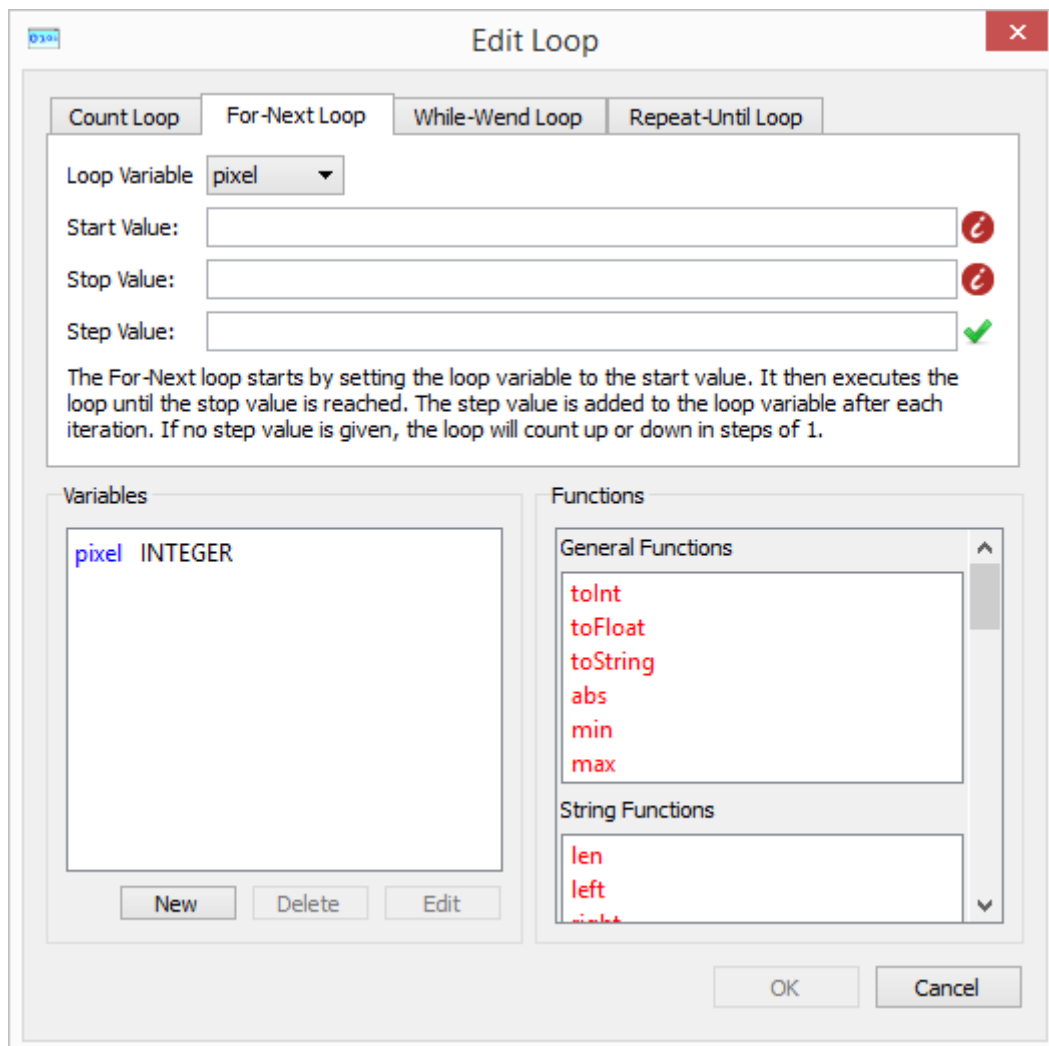 Edit Loop
Count Loop
For-Next Loop
While-Wend Loop
Repeat-Until Loop
Loop Variable
pixel
Start Value:
Stop Value:
Step Value:
The For-Next loop starts by setting the loop variable to the start value. It then executes the
loop until the stop value is reached. The step value is added to the loop variable after each
iteration. If no step value is given, the loop will count up or down in steps of 1.
Variables
pixel INTEGER
New
Delete
Edit
Functions
General Functions
toInt
toFloat
toString
abs
min
max
String Functions
len
left
right
OK
Cancel